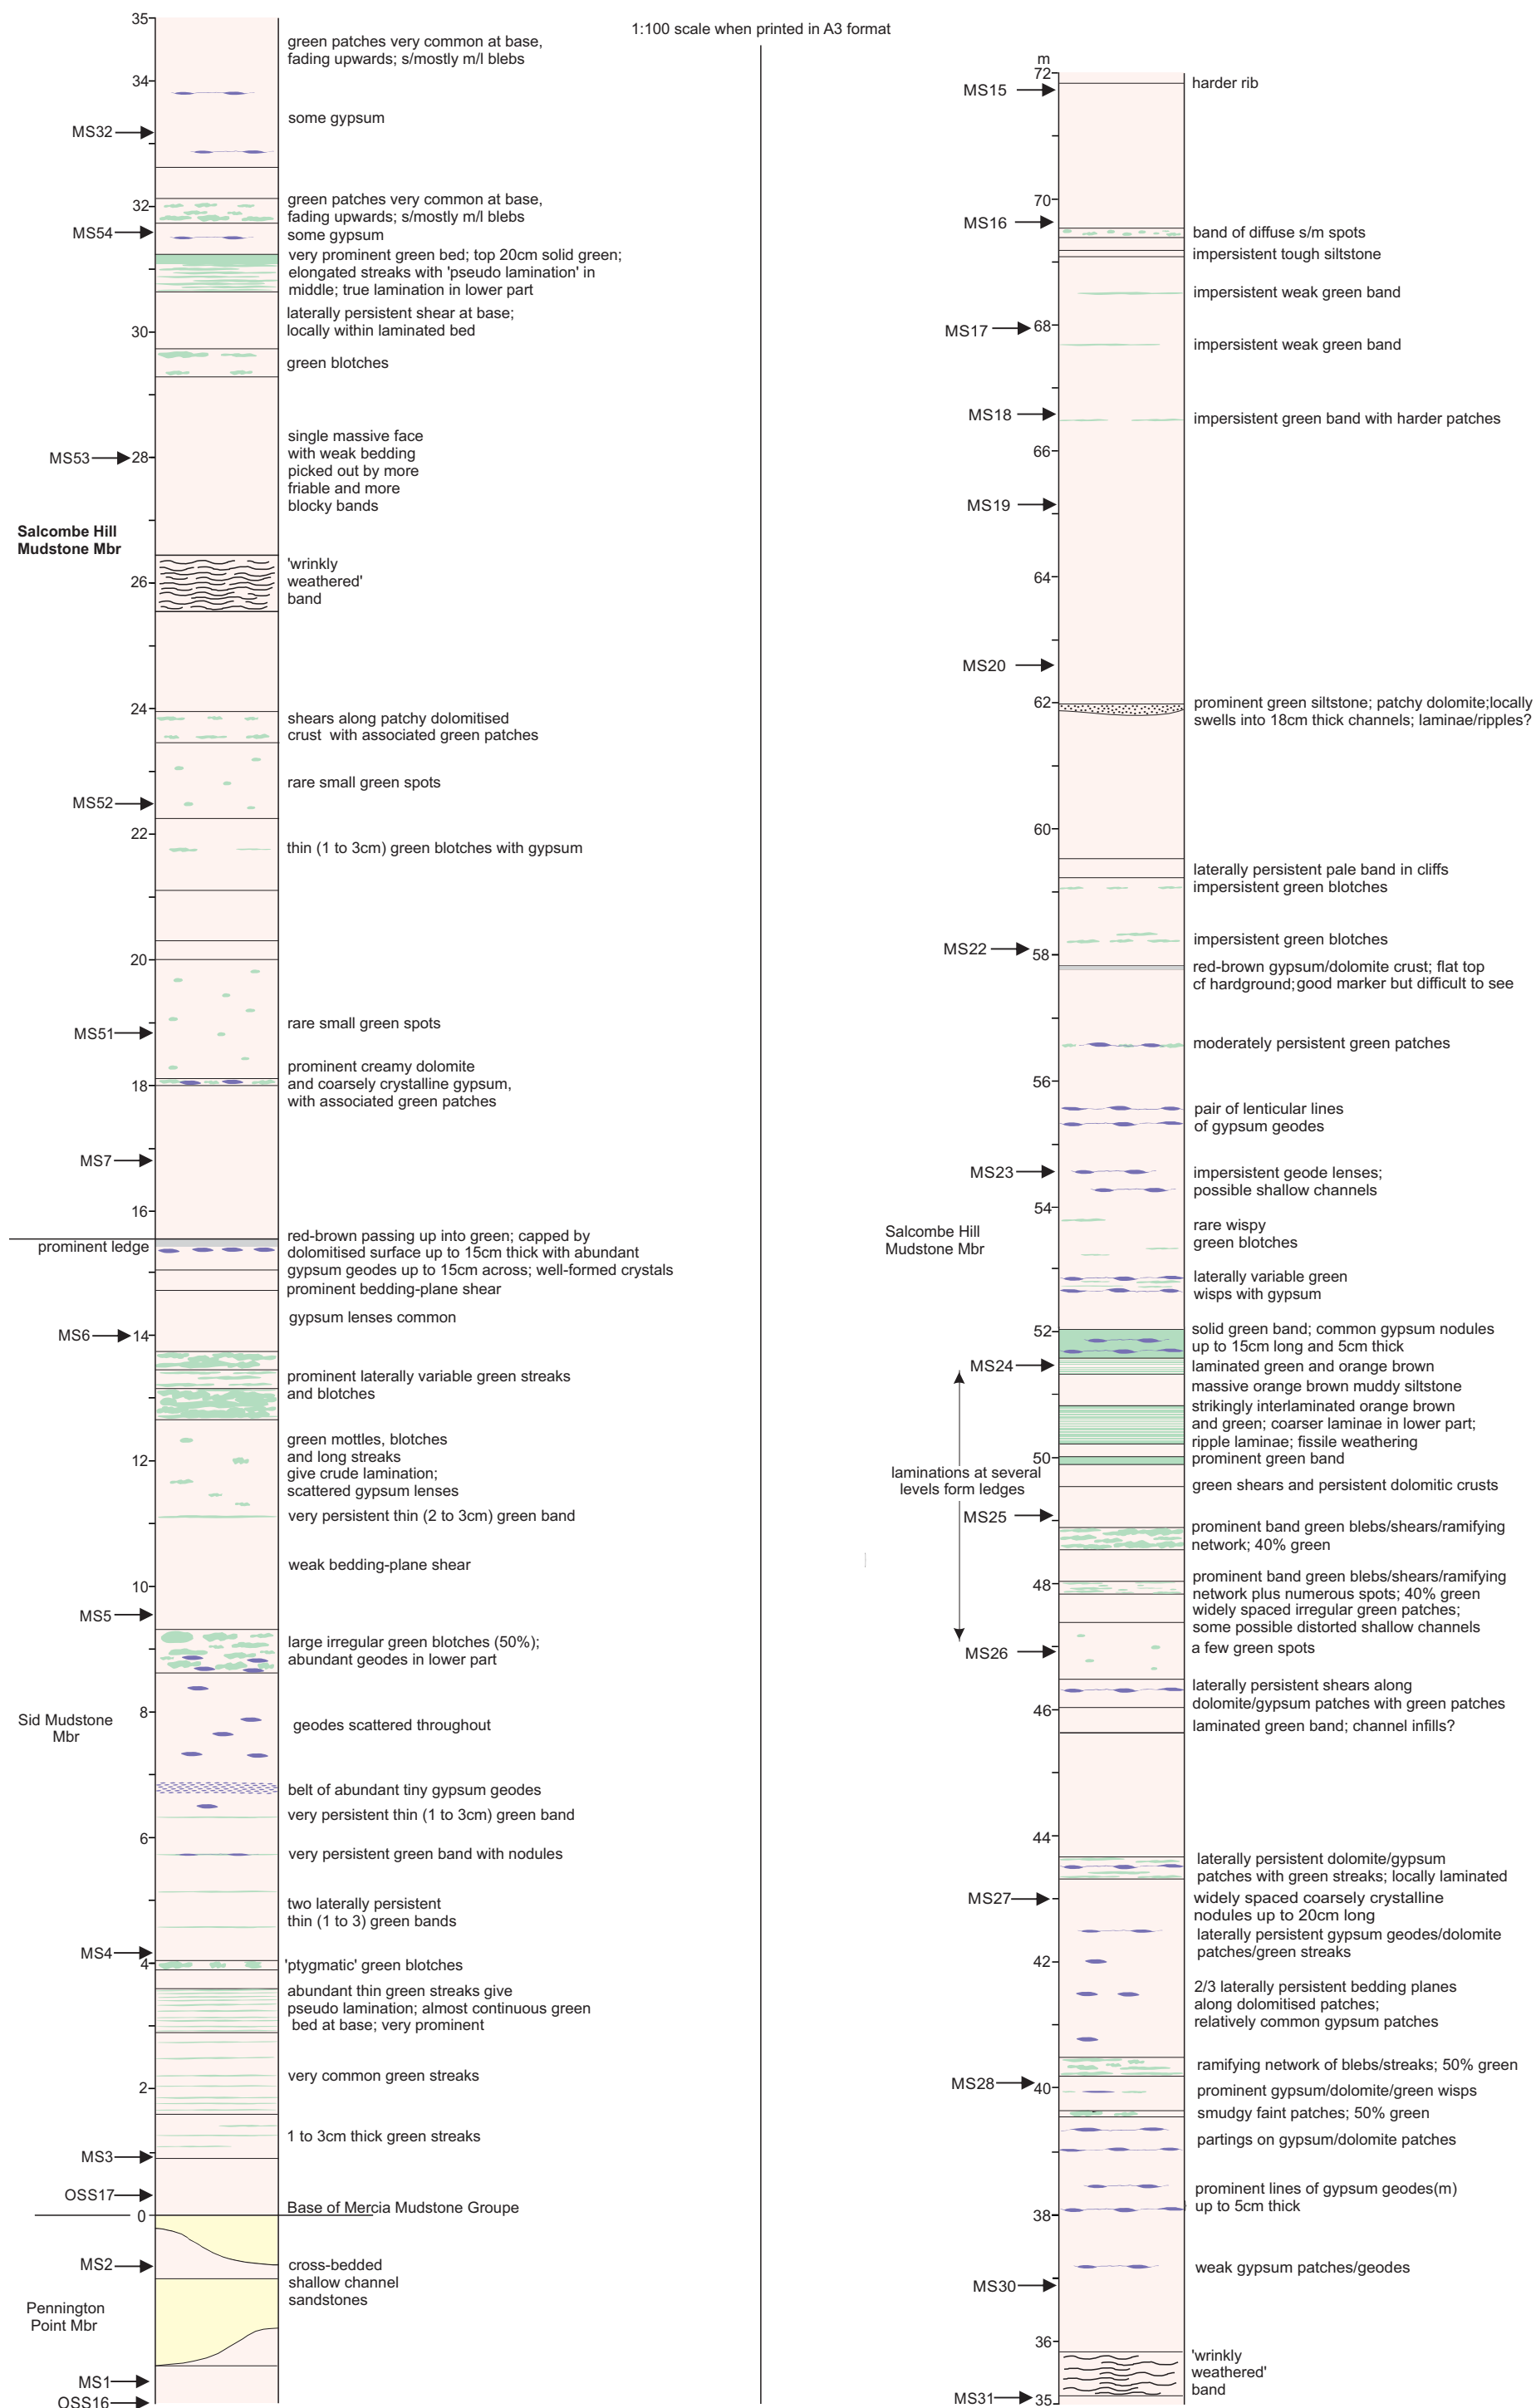 1:100 scale when printed in A3 format
35
green patches very common at base,
fading upwards; s/mostly m/l blebs
34
some gypsum
MS32
green patches very common at base,
32
fading upwards; s/mostly m/l blebs
MS54
some gypsum
very prominent green bed; top 20cm solid green;
elongated streaks with 'pseudo lamination' in
middle; true lamination in lower part
laterally persistent shear at base;
30
locally within laminated bed
green blotches
single massive face
with weak bedding
MS53
28
picked out by more
friable and more
blocky bands
Salcombe Hill
Mudstone Mbr
'wrinkly
26
weathered'
band
24
shears along patchy dolomitised
crust with associated green patches
rare small green spots
MS52
22
thin (1 to 3cm) green blotches with gypsum
20
rare small green spots
MS51
prominent creamy dolomite
18
and coarsely crystalline gypsum,
with associated green patches
MS7
16
red-brown passing up into green; capped by
prominent ledge
dolomitised surface up to 15cm thick with abundant
gypsum geodes up to 15cm across; well-formed crystals
prominent bedding-plane shear
gypsum lenses common
MS6
14
prominent laterally variable green streaks
and blotches
green mottles, blotches
and long streaks
12
give crude lamination;
scattered gypsum lenses
very persistent thin (2 to 3cm) green band
weak bedding-plane shear
10
MS5
large irregular green blotches (50%);
abundant geodes in lower part
8
Sid Mudstone
Mbr
geodes scattered throughout
belt of abundant tiny gypsum geodes
very persistent thin (1 to 3cm) green band
6
very persistent green band with nodules
two laterally persistent
thin (1 to 3) green bands
MS4
4
'ptygmatic' green blotches
abundant thin green streaks give
pseudo lamination; almost continuous green
bed at base; very prominent
2
very common green streaks
1 to 3cm thick green streaks
MS3
OSS17
Base of Mercia Mudstone Groupe
0
MS2
cross-bedded
shallow channel
sandstones
Pennington
Point Mbr
MS1
OSS16
m
72
harder rib
MS15
70
MS16
band of diffuse s/m spots
impersistent tough siltstone
impersistent weak green band
MS17
68
impersistent weak green band
MS18
impersistent green band with harder patches
66
MS19
64
MS20
62
prominent green siltstone; patchy dolomite;locally
swells into 18cm thick channels; laminae/ripples?
60
laterally persistent pale band in cliffs
impersistent green blotches
impersistent green blotches
MS22
58
red-brown gypsum/dolomite crust; flat top
cf hardground;good marker but difficult to see
moderately persistent green patches
56
pair of lenticular lines
of gypsum geodes
MS23
impersistent geode lenses;
possible shallow channels
54
Salcombe Hill
Mudstone Mbr
rare wispy
green blotches
laterally variable green
wisps with gypsum
52
solid green band; common gypsum nodules
up to 15cm long and 5cm thick
MS24
laminated green and orange brown
massive orange brown muddy siltstone
strikingly interlaminated orange brown
and green; coarser laminae in lower part;
ripple laminae; fissile weathering
50
prominent green band
laminations at several
levels form ledges
green shears and persistent dolomitic crusts
MS25
prominent band green blebs/shears/ramifying
network; 40% green
48
prominent band green blebs/shears/ramifying
network plus numerous spots; 40% green
widely spaced irregular green patches;
some possible distorted shallow channels
MS26
a few green spots
laterally persistent shears along
46
dolomite/gypsum patches with green patches
laminated green band; channel infills?
44
laterally persistent dolomite/gypsum
patches with green streaks; locally laminated
MS27
widely spaced coarsely crystalline
nodules up to 20cm long
laterally persistent gypsum geodes/dolomite
42
patches/green streaks
2/3 laterally persistent bedding planes
along dolomitised patches;
relatively common gypsum patches
ramifying network of blebs/streaks; 50% green
MS28
40
prominent gypsum/dolomite/green wisps
smudgy faint patches; 50% green
partings on gypsum/dolomite patches
prominent lines of gypsum geodes(m)
38
up to 5cm thick
weak gypsum patches/geodes
MS30
36
'wrinkly
weathered'
band
MS31
35